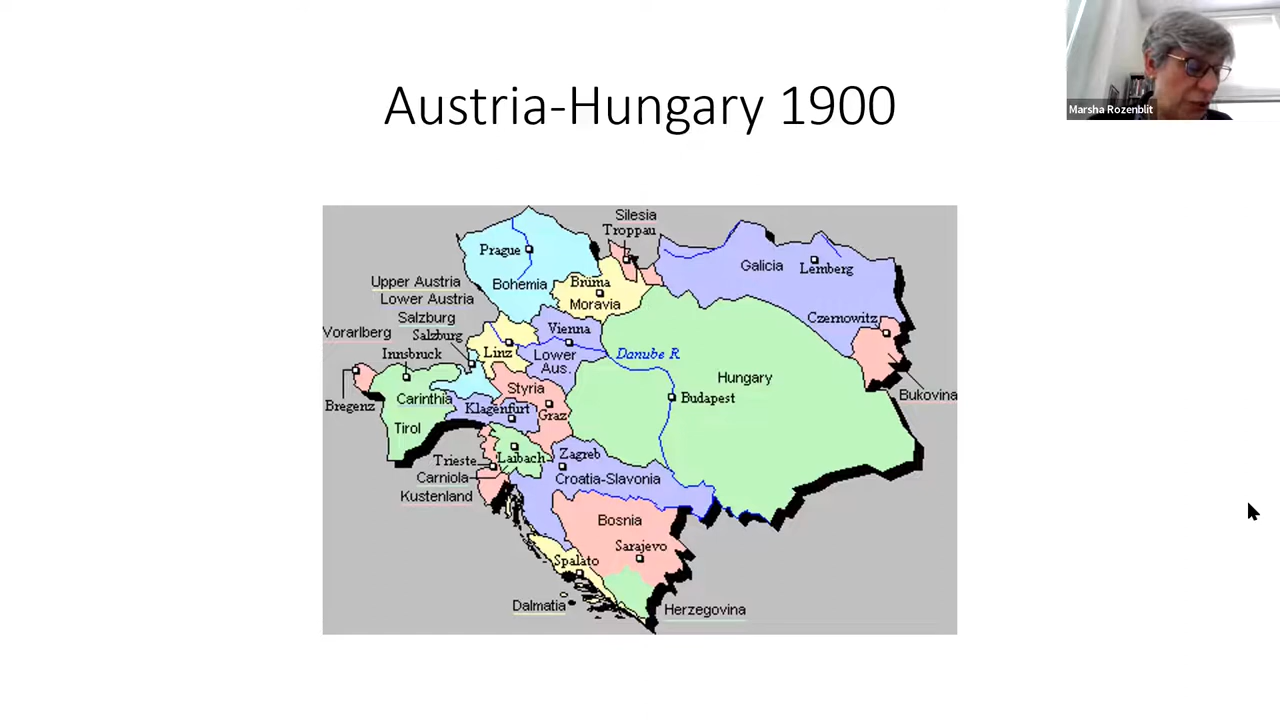 Austria-Hungary 1900
Marsha Rozenblit
Silesia
Troppau
Prague
Galicia
Lemberg
Bohemia
Brüma
Moravia
Upper Austria
Lower Austria
Salzburg
Salzburg
Czernowitz
Vorarlberg
Innsbruck
Vienna
Linz
Lower
Aus.
Danube R
Hungary
Styria
Carinthia
Budapest
Bukovina
Bregenz
Klagenfurt
Graz
Tirol
Trieste
Laibach
Zagreb
Carniola
Croatia-Slavonia
Kustenland
Bosnia
Sarajevo
Spalato
Dalmatia
Herzegovina